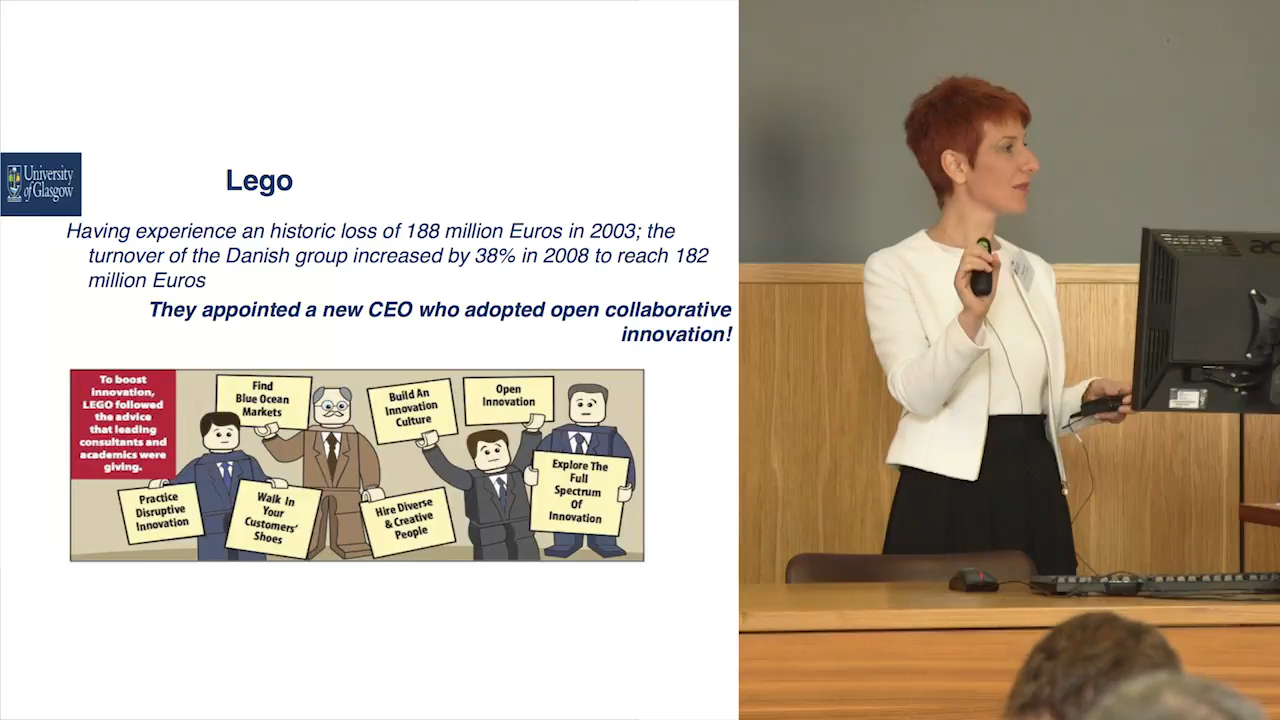 University
of Glasgow
Lego
Having experience an historic loss of 188 million Euros in 2003; the
turnover of the Danish group increased by 38% in 2008 to reach 182
million Euros
They appointed a new CEO who adopted open collaborative
innovation!
To boost
innovation,
LEGO followed
the advice
that leading
consultants and
academics were
giving.
Find
Blue Ocean
Markets
Build An
Innovation
Culture
Open
Innovation
Practice
Disruptive
Innovation
Walk In
Your
Customers'
Shoes
Hire Diverse
& Creative
People
Explore The
Full
Spectrum
Of
Innovation